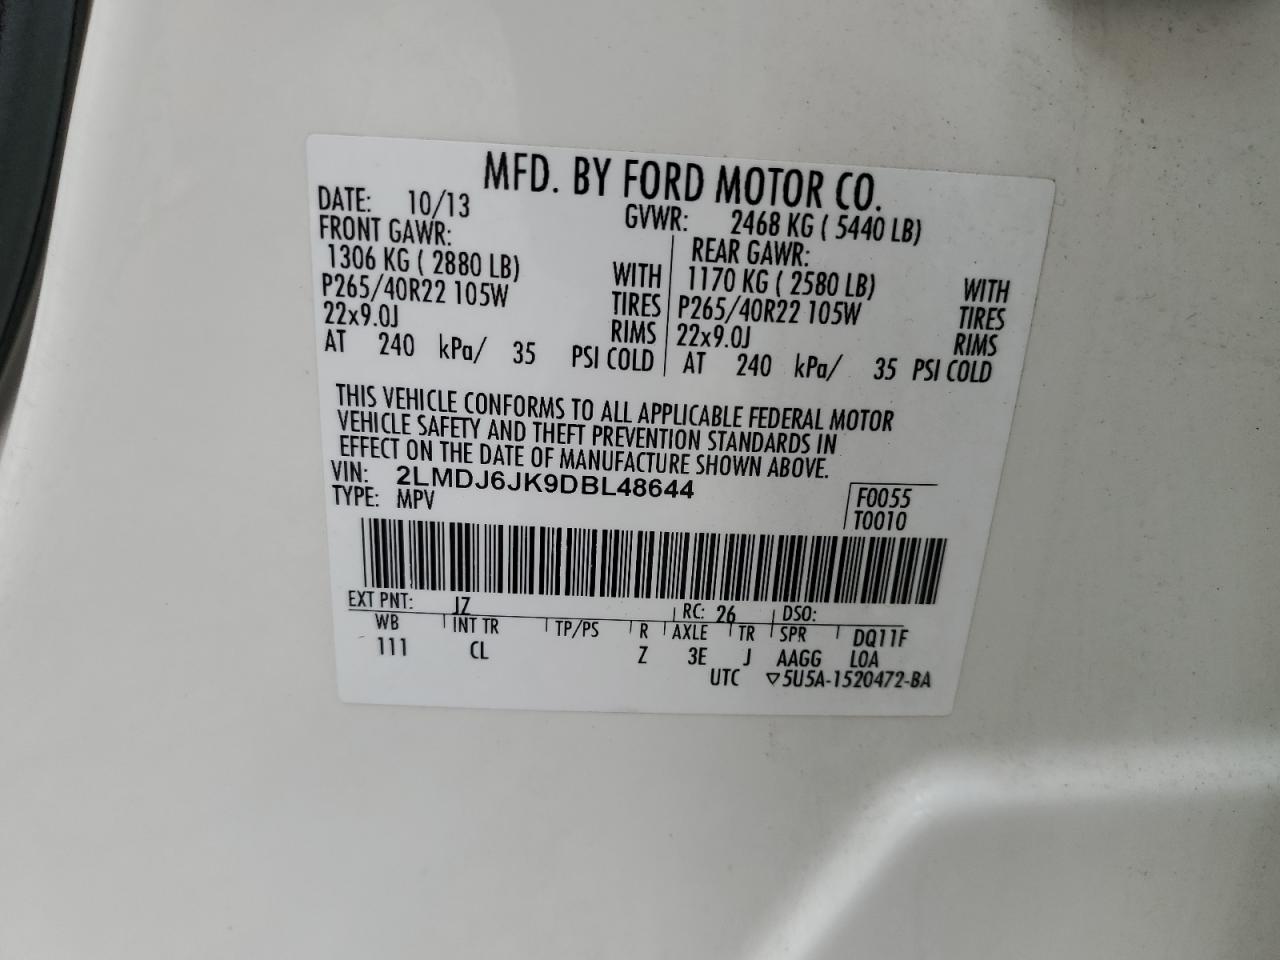 MFD. BY FORD MOTOR CO.
DATE: 10/13 GVWR: 2468 KG ( 5440 LB)
FRONT GAWR: REAR GAWR:
1306 KG ( 2880 LB) WITH 1170 KG ( 2580 LB) WITH
P265/40R22 105W TIRES P265/40R22 105W TIRES
22x9.0J RIMS 22x9.0J RIMS
AT 240 kPa/ 35 PSI COLD AT 240 kPa/ 35 PSI COLD
THIS VEHICLE CONFORMS TO ALL APPLICABLE FEDERAL MOTOR
VEHICLE SAFETY AND THEFT PREVENTION STANDARDS IN
EFFECT ON THE DATE OF MANUFACTURE SHOWN ABOVE.
VIN: 2LMDJ6JK9DBL48644 F0055
TYPE: MPV T0010
EXT PNT: JZ RC: 26 DSO:
WB INT TR TP/PS R AXLE TR SPR DQ11F
111 CL Z 3E J AAGG LOA
UTC ▽5U5A-1520472-BA